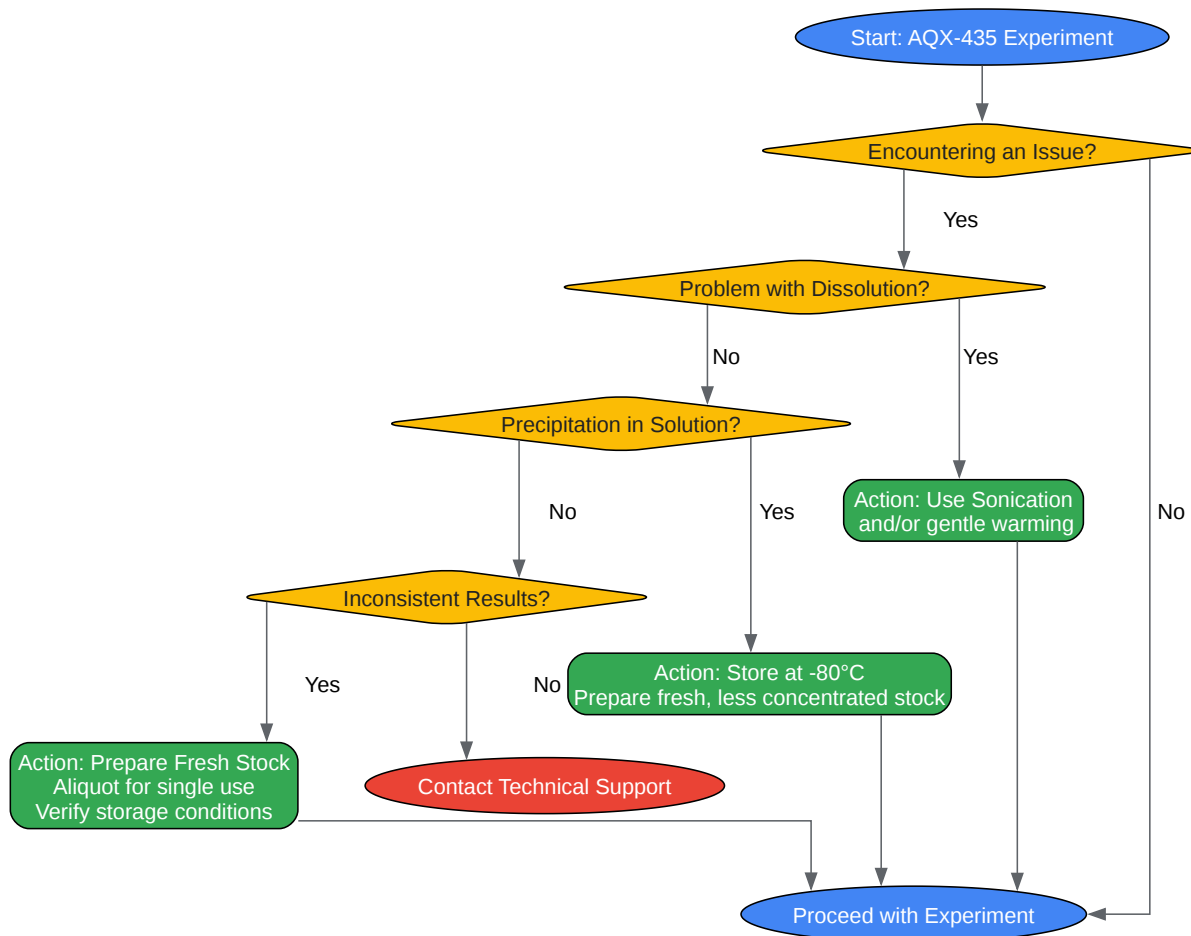 Start: AQX-435 Experiment
Encountering an Issue?
Yes
Problem with Dissolution?
No
Yes
Precipitation in Solution?
Action: Use Sonication
and/or gentle warming
No
Yes
No
Inconsistent Results?
Action: Store at -80°C
Prepare fresh, less concentrated stock
Yes
No
Action: Prepare Fresh Stock
Aliquot for single use
Verify storage conditions
Contact Technical Support
Proceed with Experiment